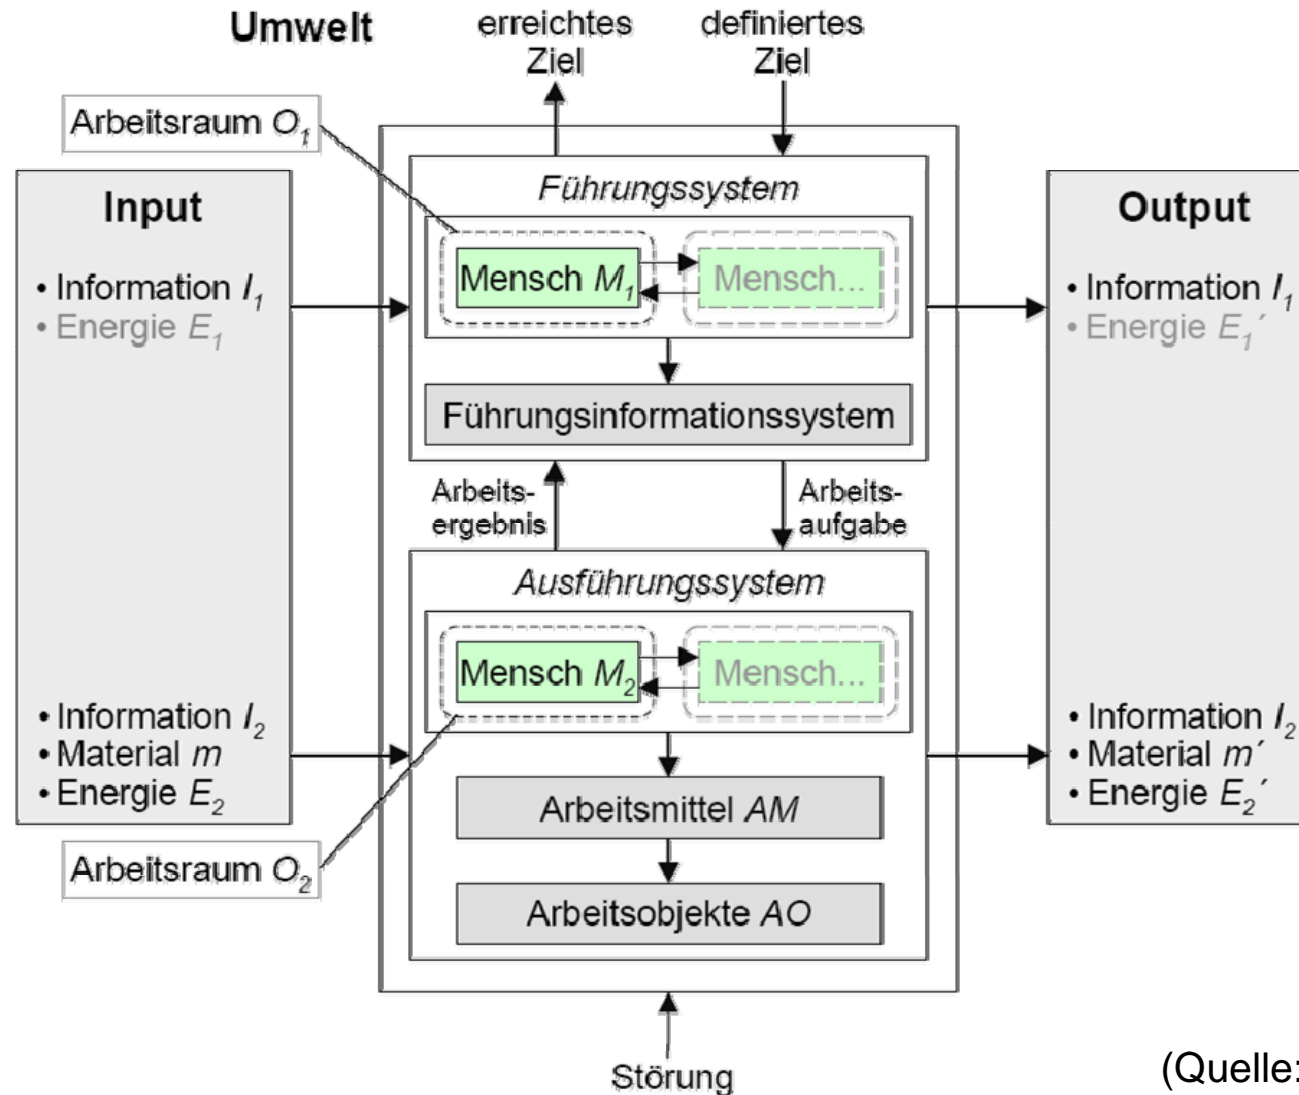 Umwelt
erreichtes
Ziel
definiertes
Ziel
Arbeitsraum O₁
Input
• Information I₁
• Energie E₁
• Information I₂
• Material m
• Energie E₂
Arbeitsraum O₂
Führungssystem
Mensch M₁
Mensch...
Führungsinformationssystem
Arbeits-
ergebnis
Arbeits-
aufgabe
Ausführungssystem
Mensch M₂
Mensch...
Arbeitsmittel AM
Arbeitsobjekte AO
Störung
Output
• Information I₁
• Energie E₁´
• Information I₂
• Material m´
• Energie E₂´
(Quelle: